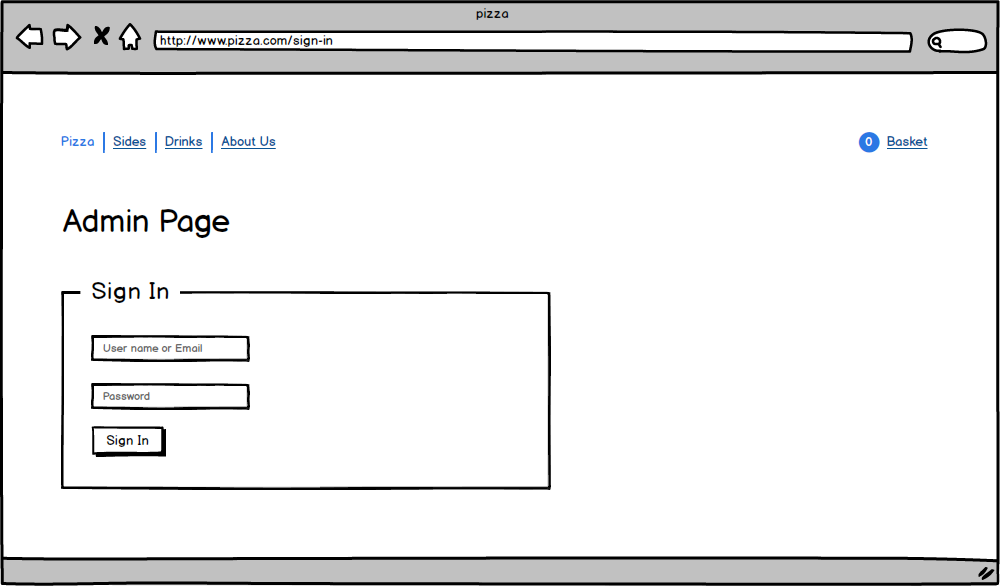 pizza
http://www.pizza.com/sign-in
Pizza Sides Drinks About Us 0 Basket
Admin Page
Sign In
User name or Email
Password
Sign In